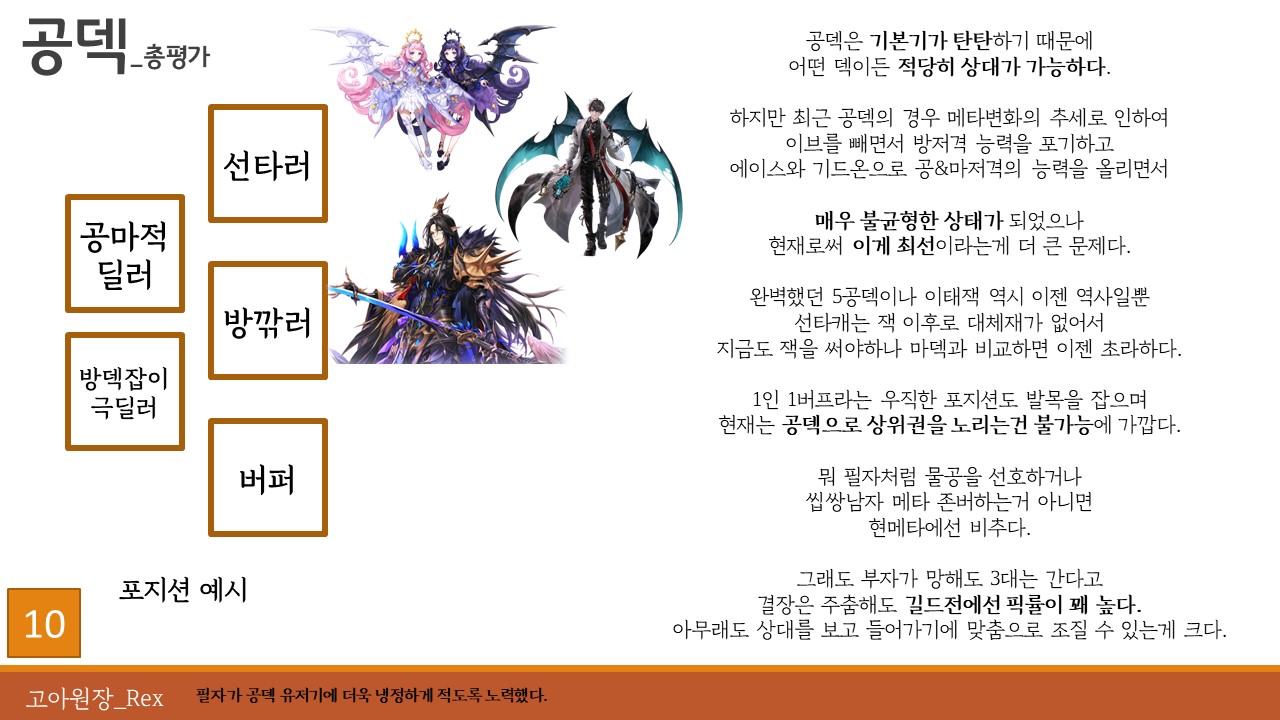 공덱_총평가
선타러
공마적
딜러
방깎러
방덱잡이
극딜러
버퍼
포지션 예시
공덱은 기본기가 탄탄하기 때문에
어떤 덱이든 적당히 상대가 가능하다.
하지만 최근 공덱의 경우 메타변화의 추세로 인하여
이브를 빼면서 방저격 능력을 포기하고
에이스와 기드온으로 공&마저격의 능력을 올리면서
매우 불균형한 상태가 되었으나
현재로써 이게 최선이라는게 더 큰 문제다.
완벽했던 5공덱이나 이태잭 역시 이젠 역사일뿐
선타캐는 잭 이후로 대체재가 없어서
지금도 잭을 써야하나 마덱과 비교하면 이젠 초라하다.
1인 1버프라는 우직한 포지션도 발목을 잡으며
현재는 공덱으로 상위권을 노리는건 불가능에 가깝다.
뭐 필자처럼 물공을 선호하거나
씹쌍남자 메타 존버하는거 아니면
현메타에선 비추다.
그래도 부자가 망해도 3대는 간다고
결장은 주춤해도 길드전에선 픽률이 꽤 높다.
아무래도 상대를 보고 들어가기에 맞춤으로 조질 수 있는게 크다.
10
고아원장_Rex
필자가 공덱 유저기에 더욱 냉정하게 적도록 노력했다.